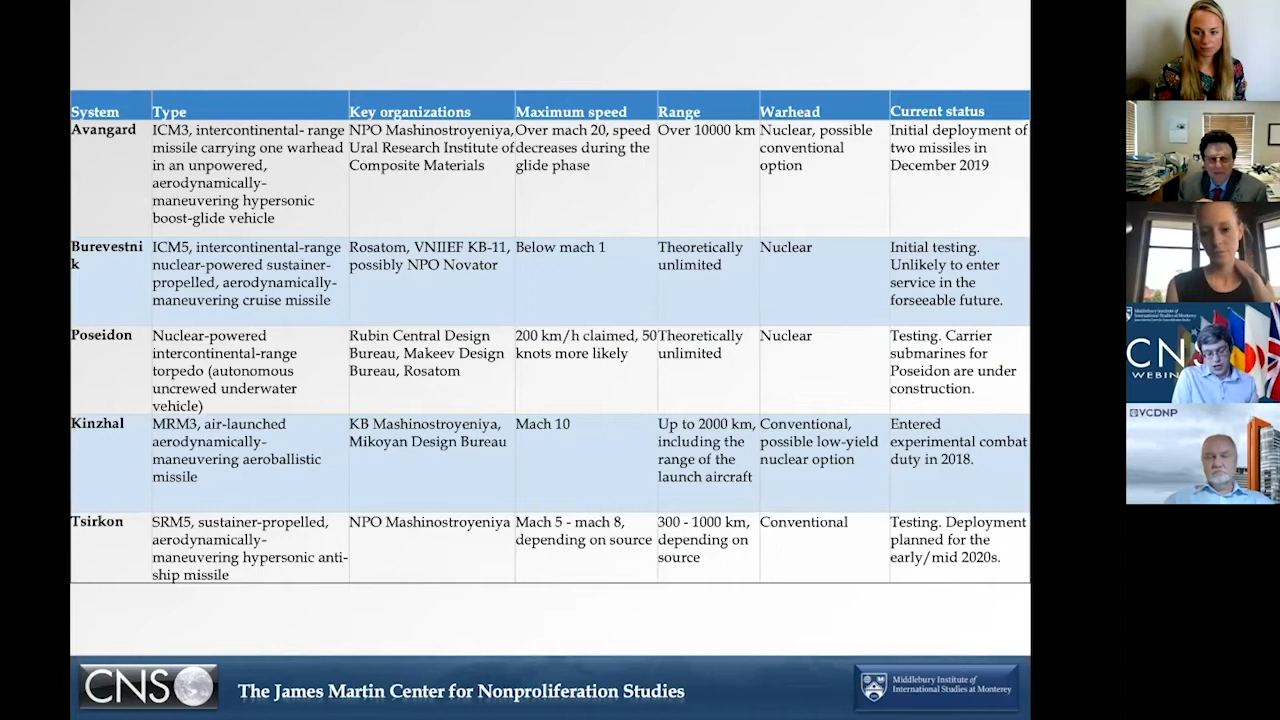 System Type Key organizations Maximum speed Range Warhead Current status
Avangard
ICM3, intercontinental- range
missile carrying one warhead
in an unpowered,
aerodynamically-
maneuvering hypersonic
boost-glide vehicle
NPO Mashinostroyeniya,
Ural Research Institute of
Composite Materials
Over mach 20, speed
decreases during the
glide phase
Over 10000 km
Nuclear, possible
conventional
option
Initial deployment of
two missiles in
December 2019
Burevestni
k
ICM5, intercontinental-range
nuclear-powered sustainer-
propelled, aerodynamically-
maneuvering cruise missile
Rosatom, VNIIEF KB-11,
possibly NPO Novator
Below mach 1
Theoretically
unlimited
Nuclear
Initial testing.
Unlikely to enter
service in the
forseeable future.
Poseidon
Nuclear-powered
intercontinental-range
torpedo (autonomous
uncrewed underwater
vehicle)
Rubin Central Design
Bureau, Makeev Design
Bureau, Rosatom
200 km/h claimed, 50
knots more likely
Theoretically
unlimited
Nuclear
Testing. Carrier
submarines for
Poseidon are under
construction.
Kinzhal
MRM3, air-launched
aerodynamically-
maneuvering aeroballistic
missile
KB Mashinostroyeniya,
Mikoyan Design Bureau
Mach 10
Up to 2000 km,
including the
range of the
launch aircraft
Conventional,
possible low-yield
nuclear option
Entered
experimental combat
duty in 2018.
Tsirkon
SRM5, sustainer-propelled,
aerodynamically-
maneuvering hypersonic anti-
ship missile
NPO Mashinostroyeniya
Mach 5 - mach 8,
depending on source
300 - 1000 km,
depending on
source
Conventional
Testing. Deployment
planned for the
early/mid 2020s.
CNS
The James Martin Center for Nonproliferation Studies
Middlebury Institute of
International Studies at Monterey
Middlebury Institute of
International Studies at Monterey
CN
WEBIN
VCDNP